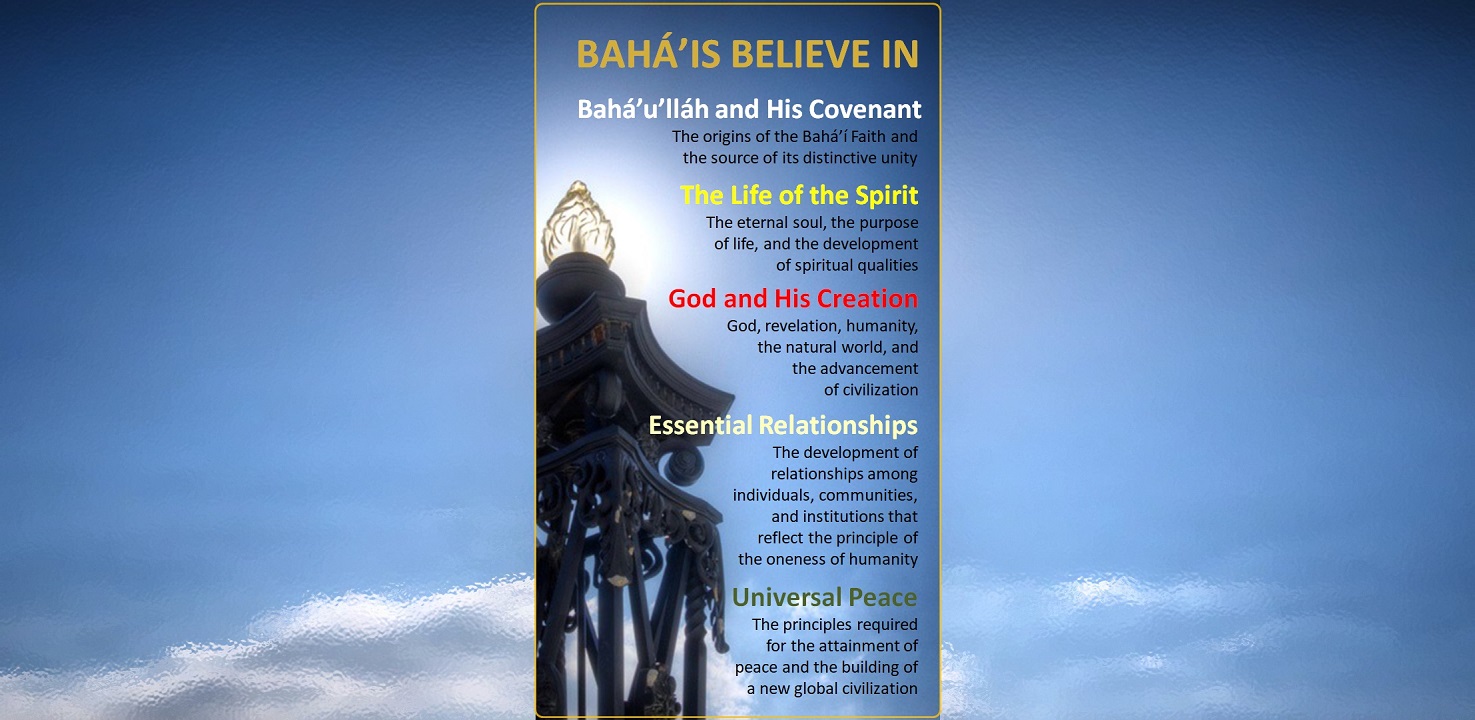 BAHÁ’IS BELIEVE IN
Bahá’u’lláh and His Covenant
The origins of the Bahá’í Faith and
the source of its distinctive unity
The Life of the Spirit
The eternal soul, the purpose
of life, and the development
of spiritual qualities
God and His Creation
God, revelation, humanity,
the natural world, and
the advancement
of civilization
Essential Relationships
The development of
relationships among
individuals, communities,
and institutions that
reflect the principle of
the oneness of humanity
Universal Peace
The principles required
for the attainment of
peace and the building of
a new global civilization